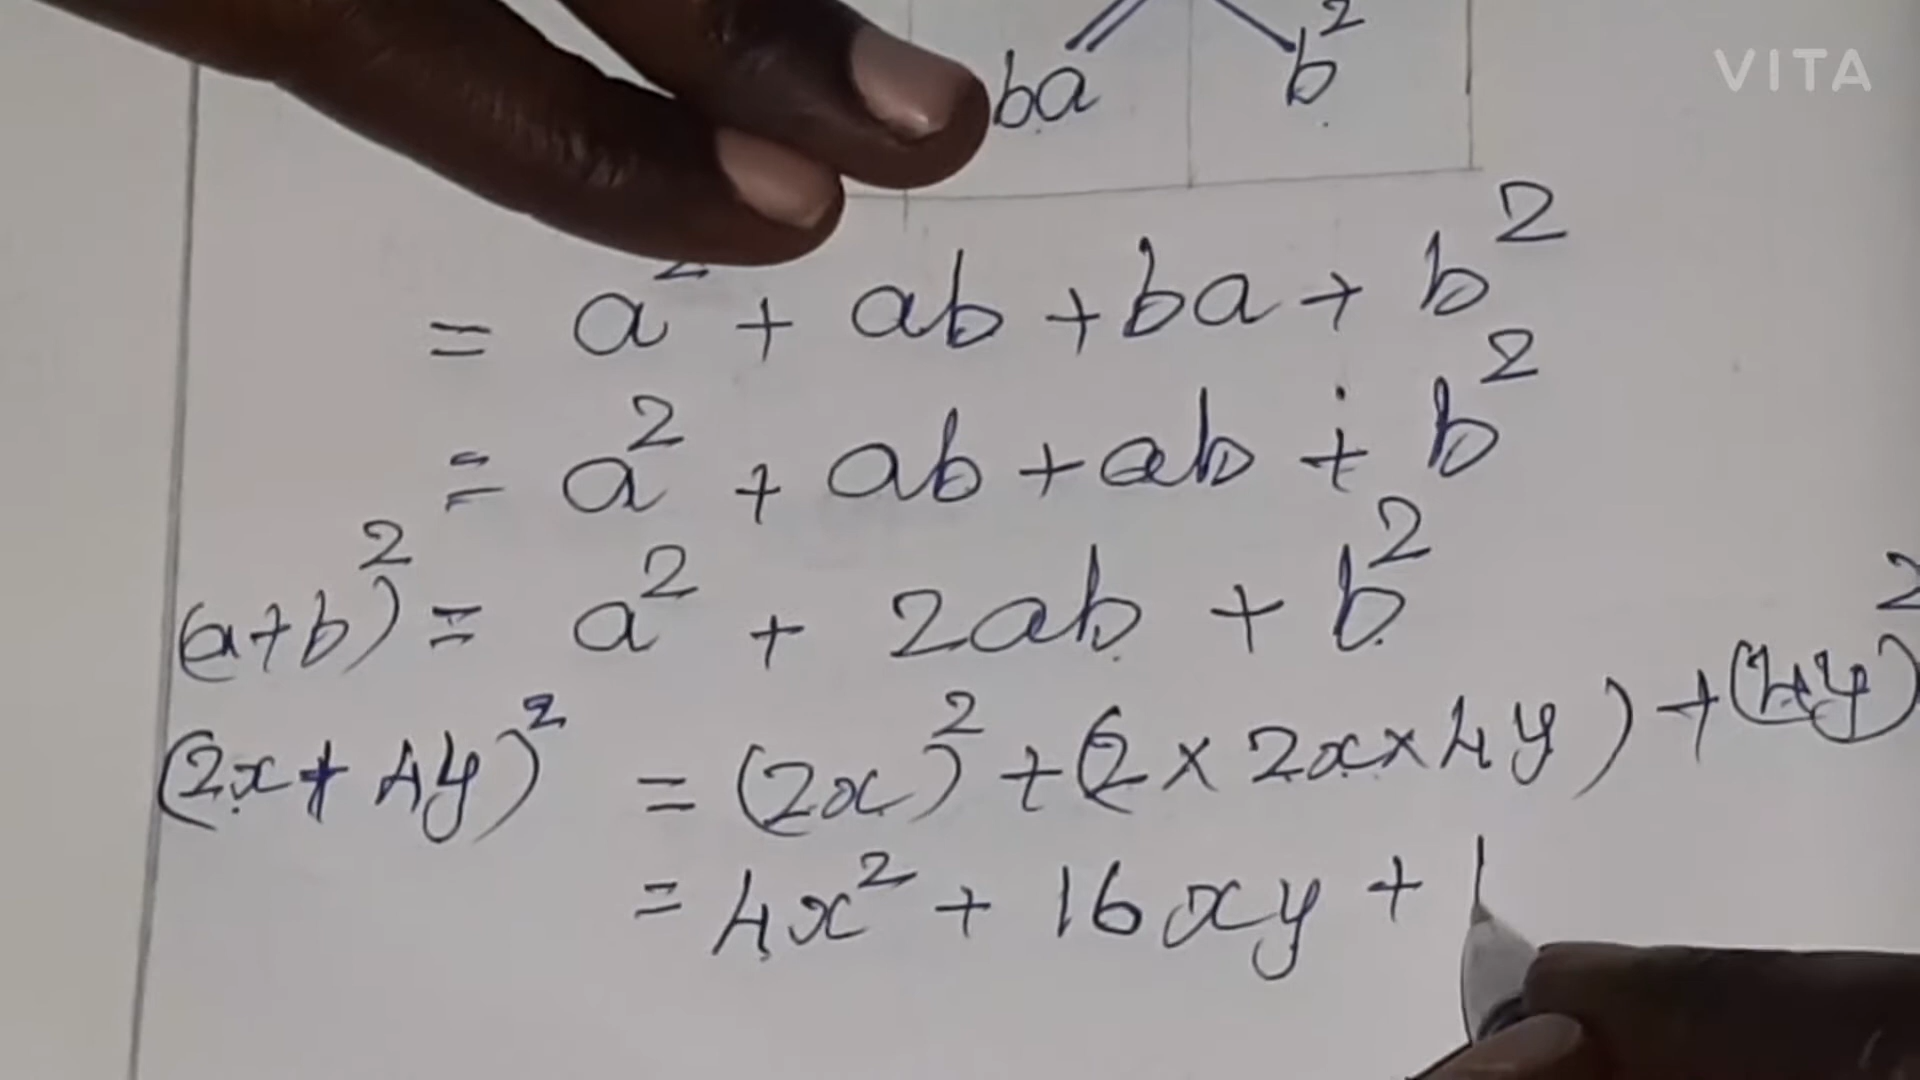 VITA
ba b²
= a² + ab + ba + b²
= a² + ab + ab + b²
(a+b)² = a² + 2ab + b²
(2x + 4y)² = (2x)² + (2 × 2x × 4y) + (4y)²
= 4x² + 16xy + 1